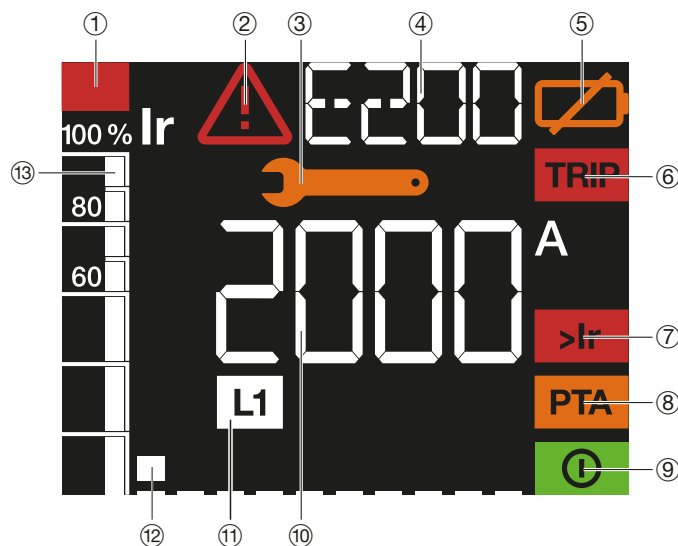 ① ② ③ ④ ⑤
100 % Ir E-200
⑬ TRIP ⑥
80
2000 A
60
>Ir ⑦
L1 PTA ⑧
⑨
⑫ ⑪ ⑩